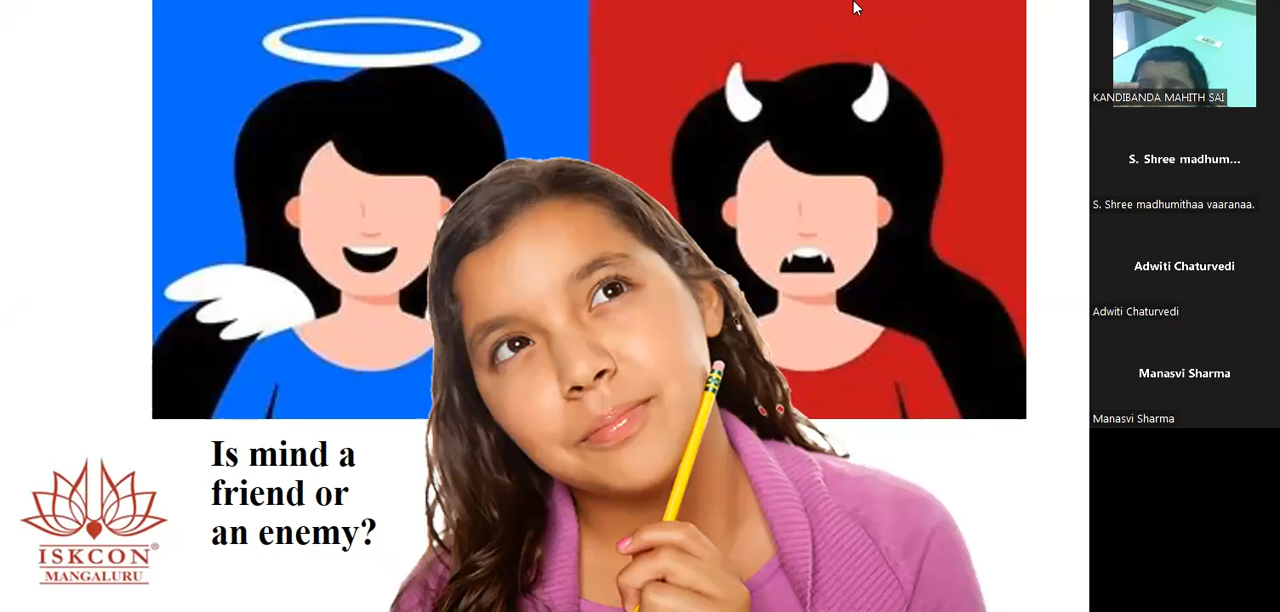 Is mind a
friend or
an enemy?
ISKCON®
MANGALURU
KANDIBANDA MAHITH SAI
S. Shree madhum...
S. Shree madhumithaa vaaranaa.
Adwiti Chaturvedi
Adwiti Chaturvedi
Manasvi Sharma
Manasvi Sharma